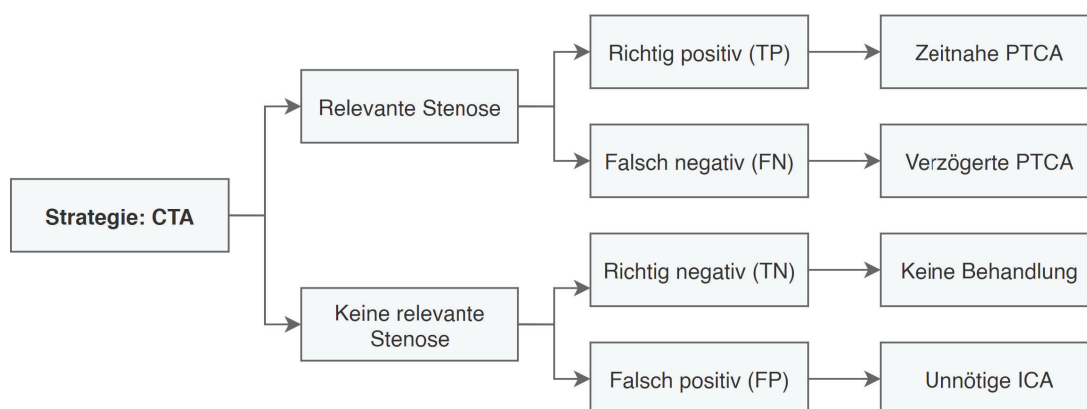 Richtig positiv (TP)
Zeitnahe PTCA
Relevante Stenose
Falsch negativ (FN)
Verzögerte PTCA
Strategie: CTA
Richtig negativ (TN)
Keine Behandlung
Keine relevante
Stenose
Falsch positiv (FP)
Unnötige ICA